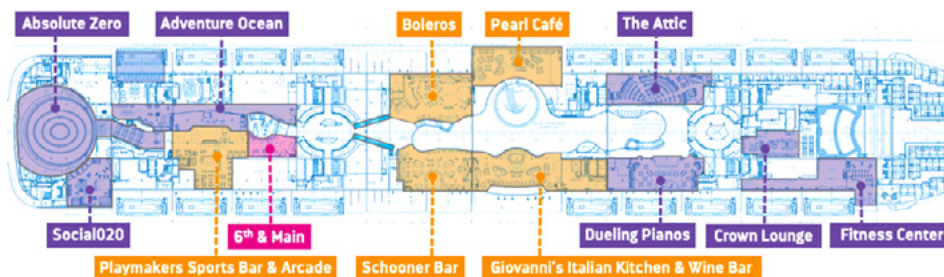 Absolute Zero
Adventure Ocean
Boleros
Pearl Café
The Attic
Social020
6th & Main
Dueling Pianos
Crown Lounge
Fitness Center
Playmakers Sports Bar & Arcade
Schooner Bar
Giovanni's Italian Kitchen & Wine Bar